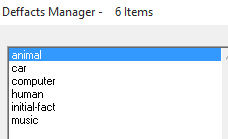 Deffacts Manager - 6 Items
animal
car
computer
human
initial-fact
music